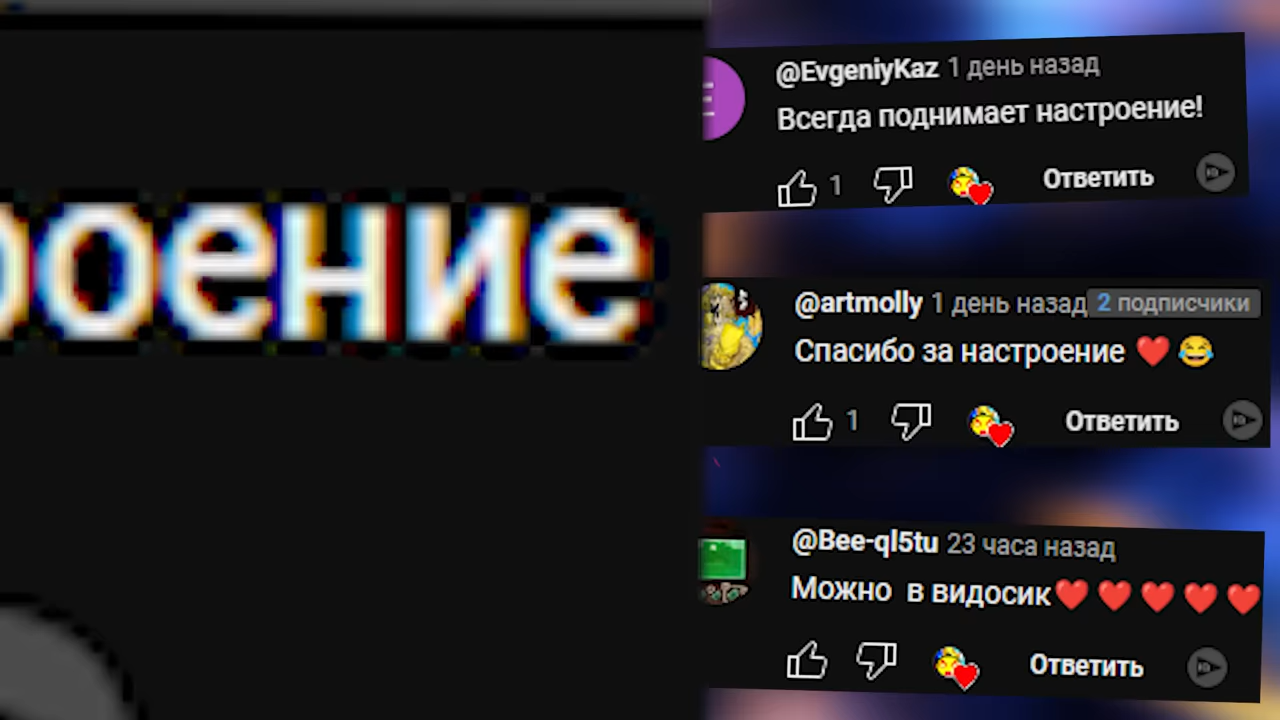 роение
@EvgeniyKaz 1 день назад
Всегда поднимает настроение!
1
Ответить
@artmolly 1 день назад 2 подписчики
Спасибо за настроение ❤️ 😂
1
Ответить
@Bee-ql5tu 23 часа назад
Можно в видосик❤️ ❤️ ❤️ ❤️ ❤️
Ответить